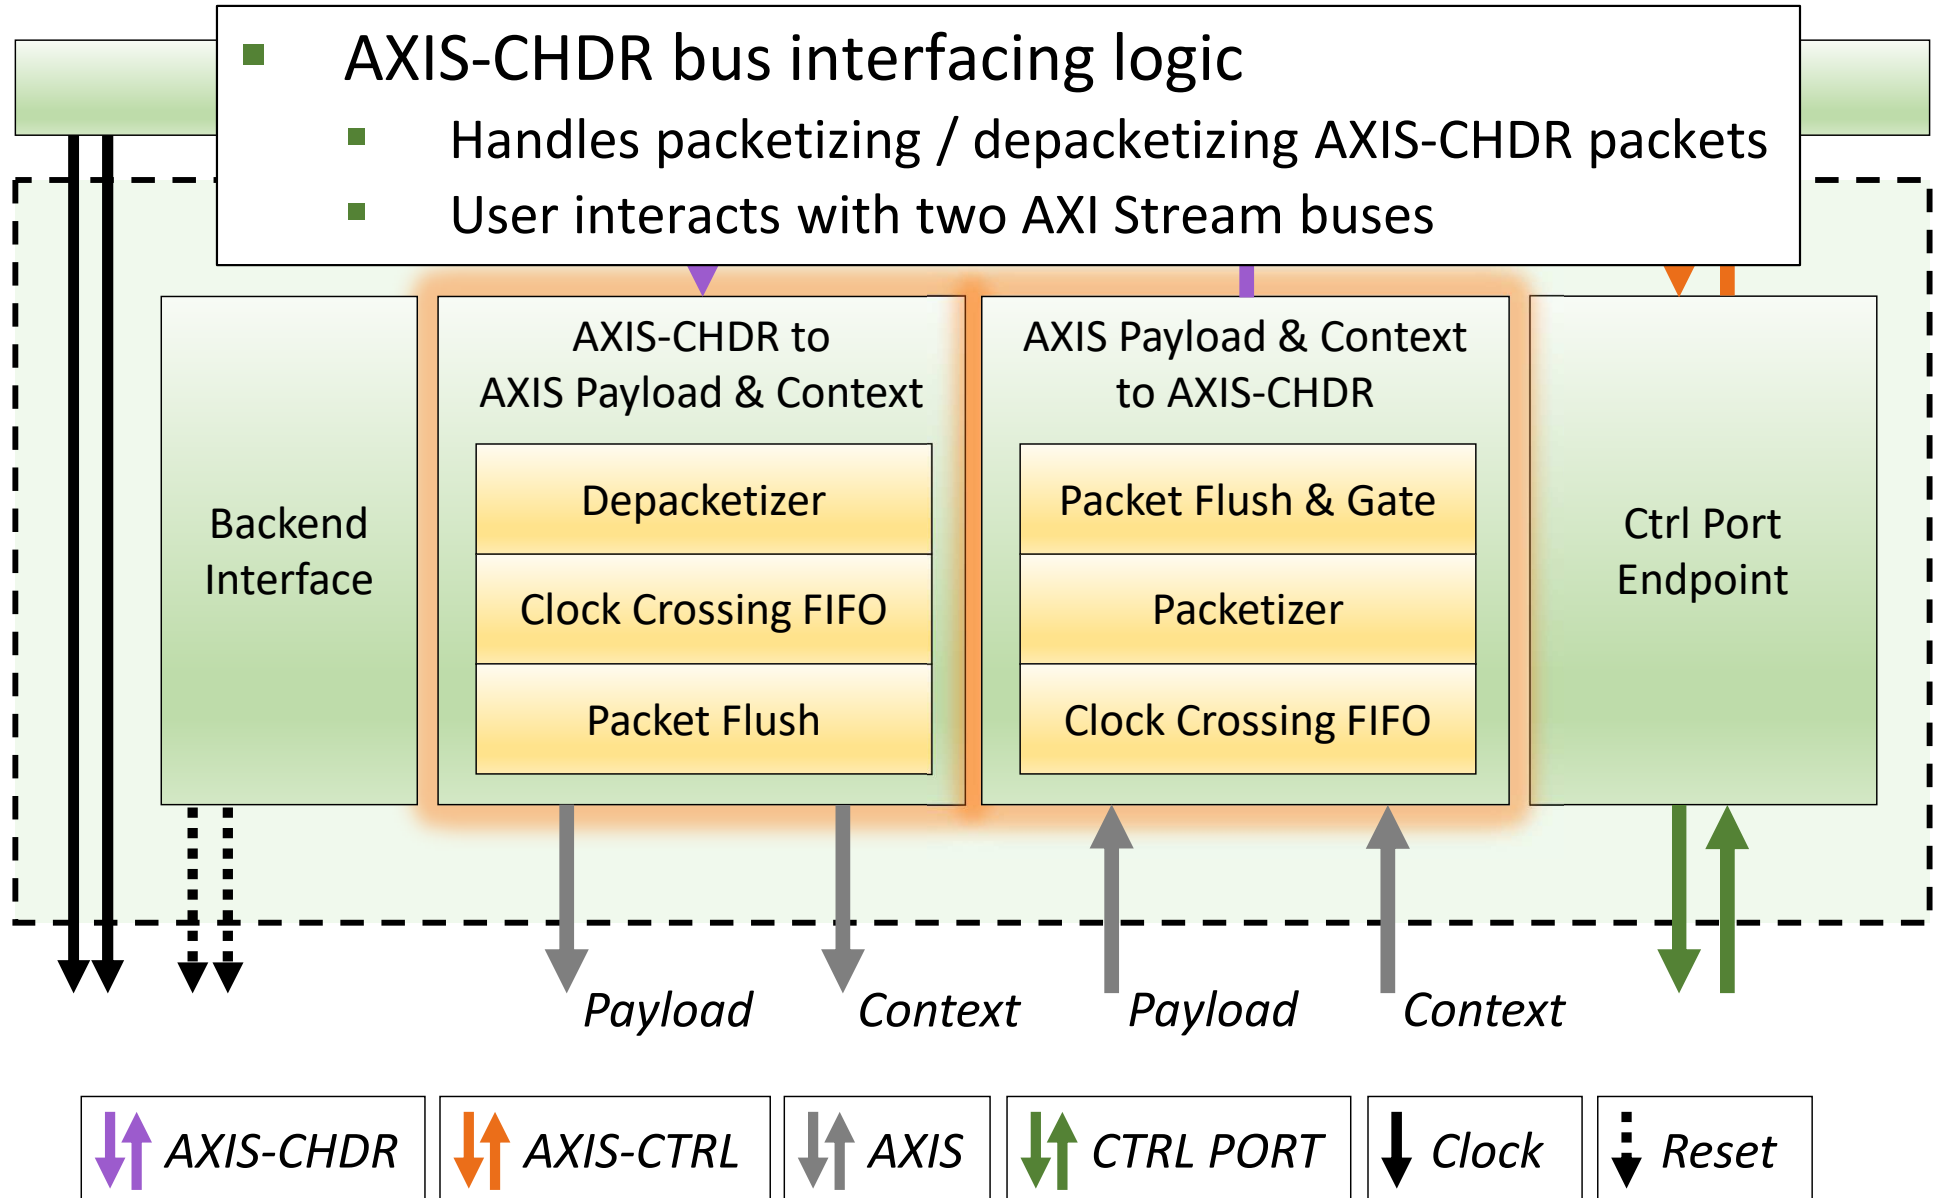 AXIS-CHDR bus interfacing logic
Handles packetizing / depacketizing AXIS-CHDR packets
User interacts with two AXI Stream buses
Backend
Interface
AXIS-CHDR to
AXIS Payload & Context
Depacketizer
Clock Crossing FIFO
Packet Flush
AXIS Payload & Context
to AXIS-CHDR
Packet Flush & Gate
Packetizer
Clock Crossing FIFO
Ctrl Port
Endpoint
Payload
Context
Payload
Context
AXIS-CHDR
AXIS-CTRL
AXIS
CTRL PORT
Clock
Reset